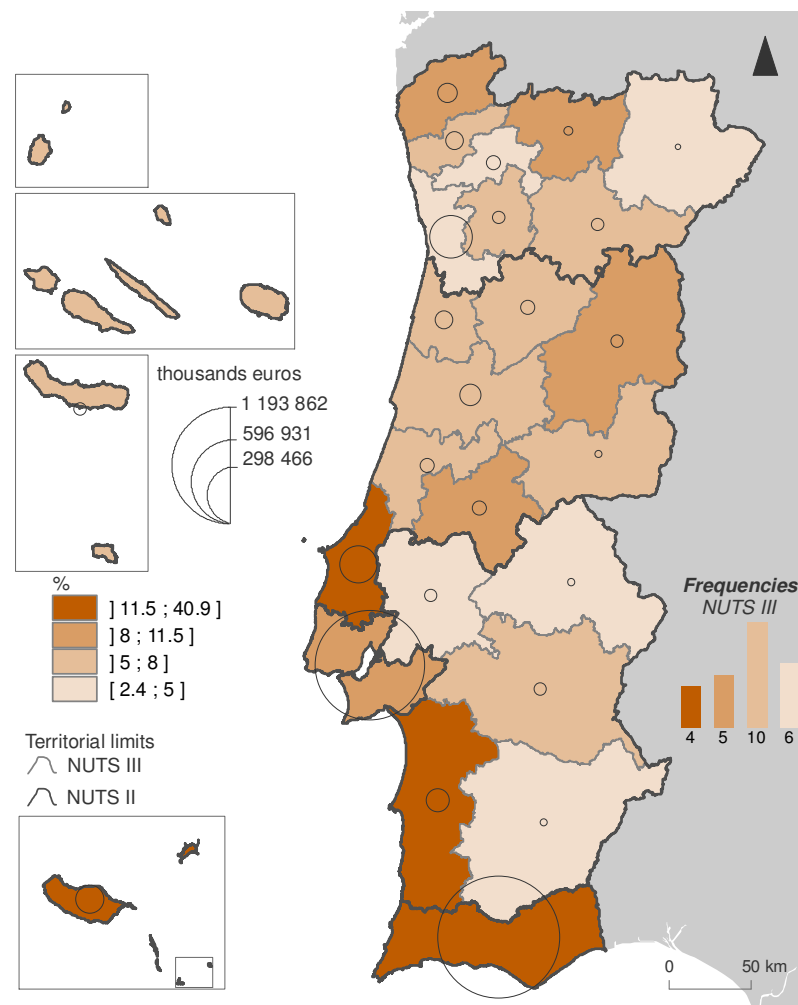 thousands euros
1 193 862
596 931
298 466
%
] 11.5 ; 40.9 ]
] 8 ; 11.5 ]
] 5 ; 8 ]
[ 2.4 ; 5 ]
Frequencies
NUTS III
4 5 10 6
Territorial limits
NUTS III
NUTS II
0 50 km